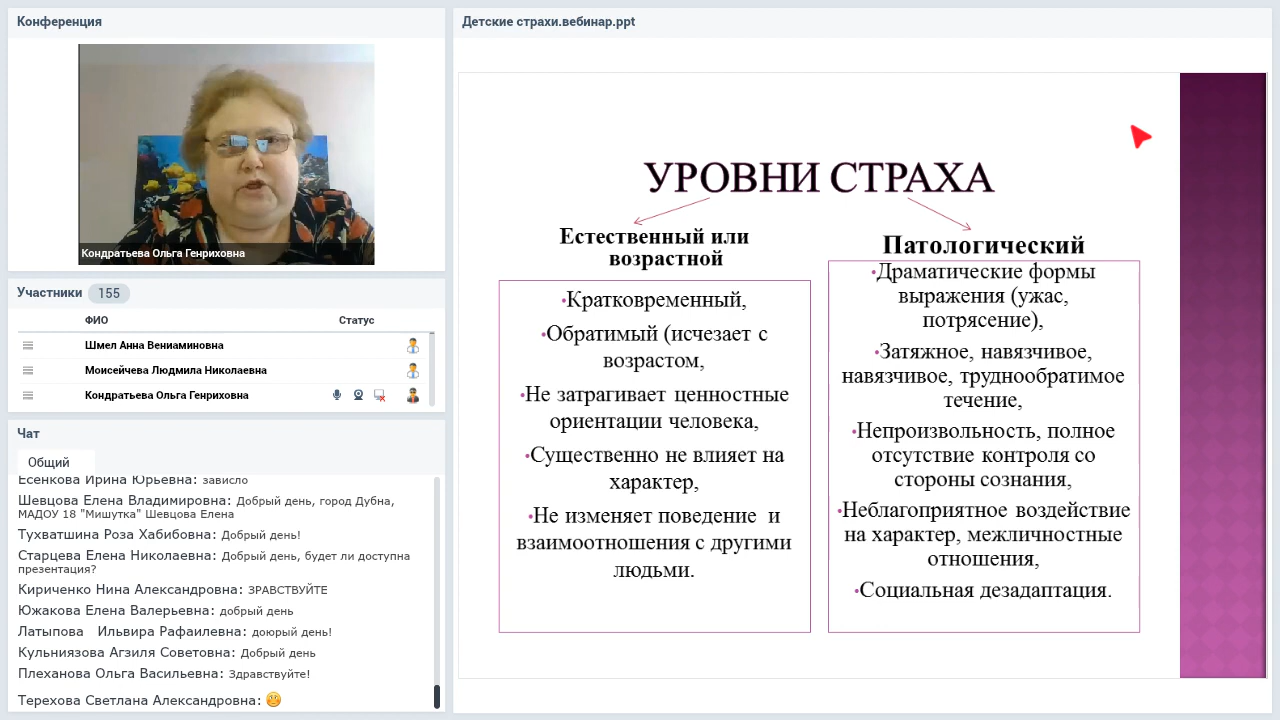 Конференция
Кондратьева Ольга Генриховна
Участники 155
ФИО Статус
Шмел Анна Вениаминовна
Моисейчева Людмила Николаевна
Кондратьева Ольга Генриховна
Чат
Общий
Есенкова Ирина Юрьевна: зависло
Шевцова Елена Владимировна: Добрый день, город Дубна,
МАДОУ 18 "Мишутка" Шевцова Елена
Тухватшина Роза Хабибовна: Добрый день!
Старцева Елена Николаевна: Добрый день, будет ли доступна
презентация?
Кириченко Нина Александровна: ЗРАВСТВУЙТЕ
Южакова Елена Валерьевна: добрый день
Латыпова Ильвира Рафаилевна: доюрый день!
Кульниязова Агзиля Советовна: Добрый день
Плеханова Ольга Васильевна: Здравствуйте!
Терехова Светлана Александровна:
Детские страхи.вебинар.ppt
УРОВНИ СТРАХА
Естественный или
возрастной
•Кратковременный,
•Обратимый (исчезает с
возрастом,
•Не затрагивает ценностные
ориентации человека,
•Существенно не влияет на
характер,
•Не изменяет поведение и
взаимоотношения с другими
людьми.
Патологический
•Драматические формы
выражения (ужас,
потрясение),
•Затяжное, навязчивое,
навязчивое, труднообратимое
течение,
•Непроизвольность, полное
отсутствие контроля со
стороны сознания,
•Неблагоприятное воздействие
на характер, межличностные
отношения,
•Социальная дезадаптация.